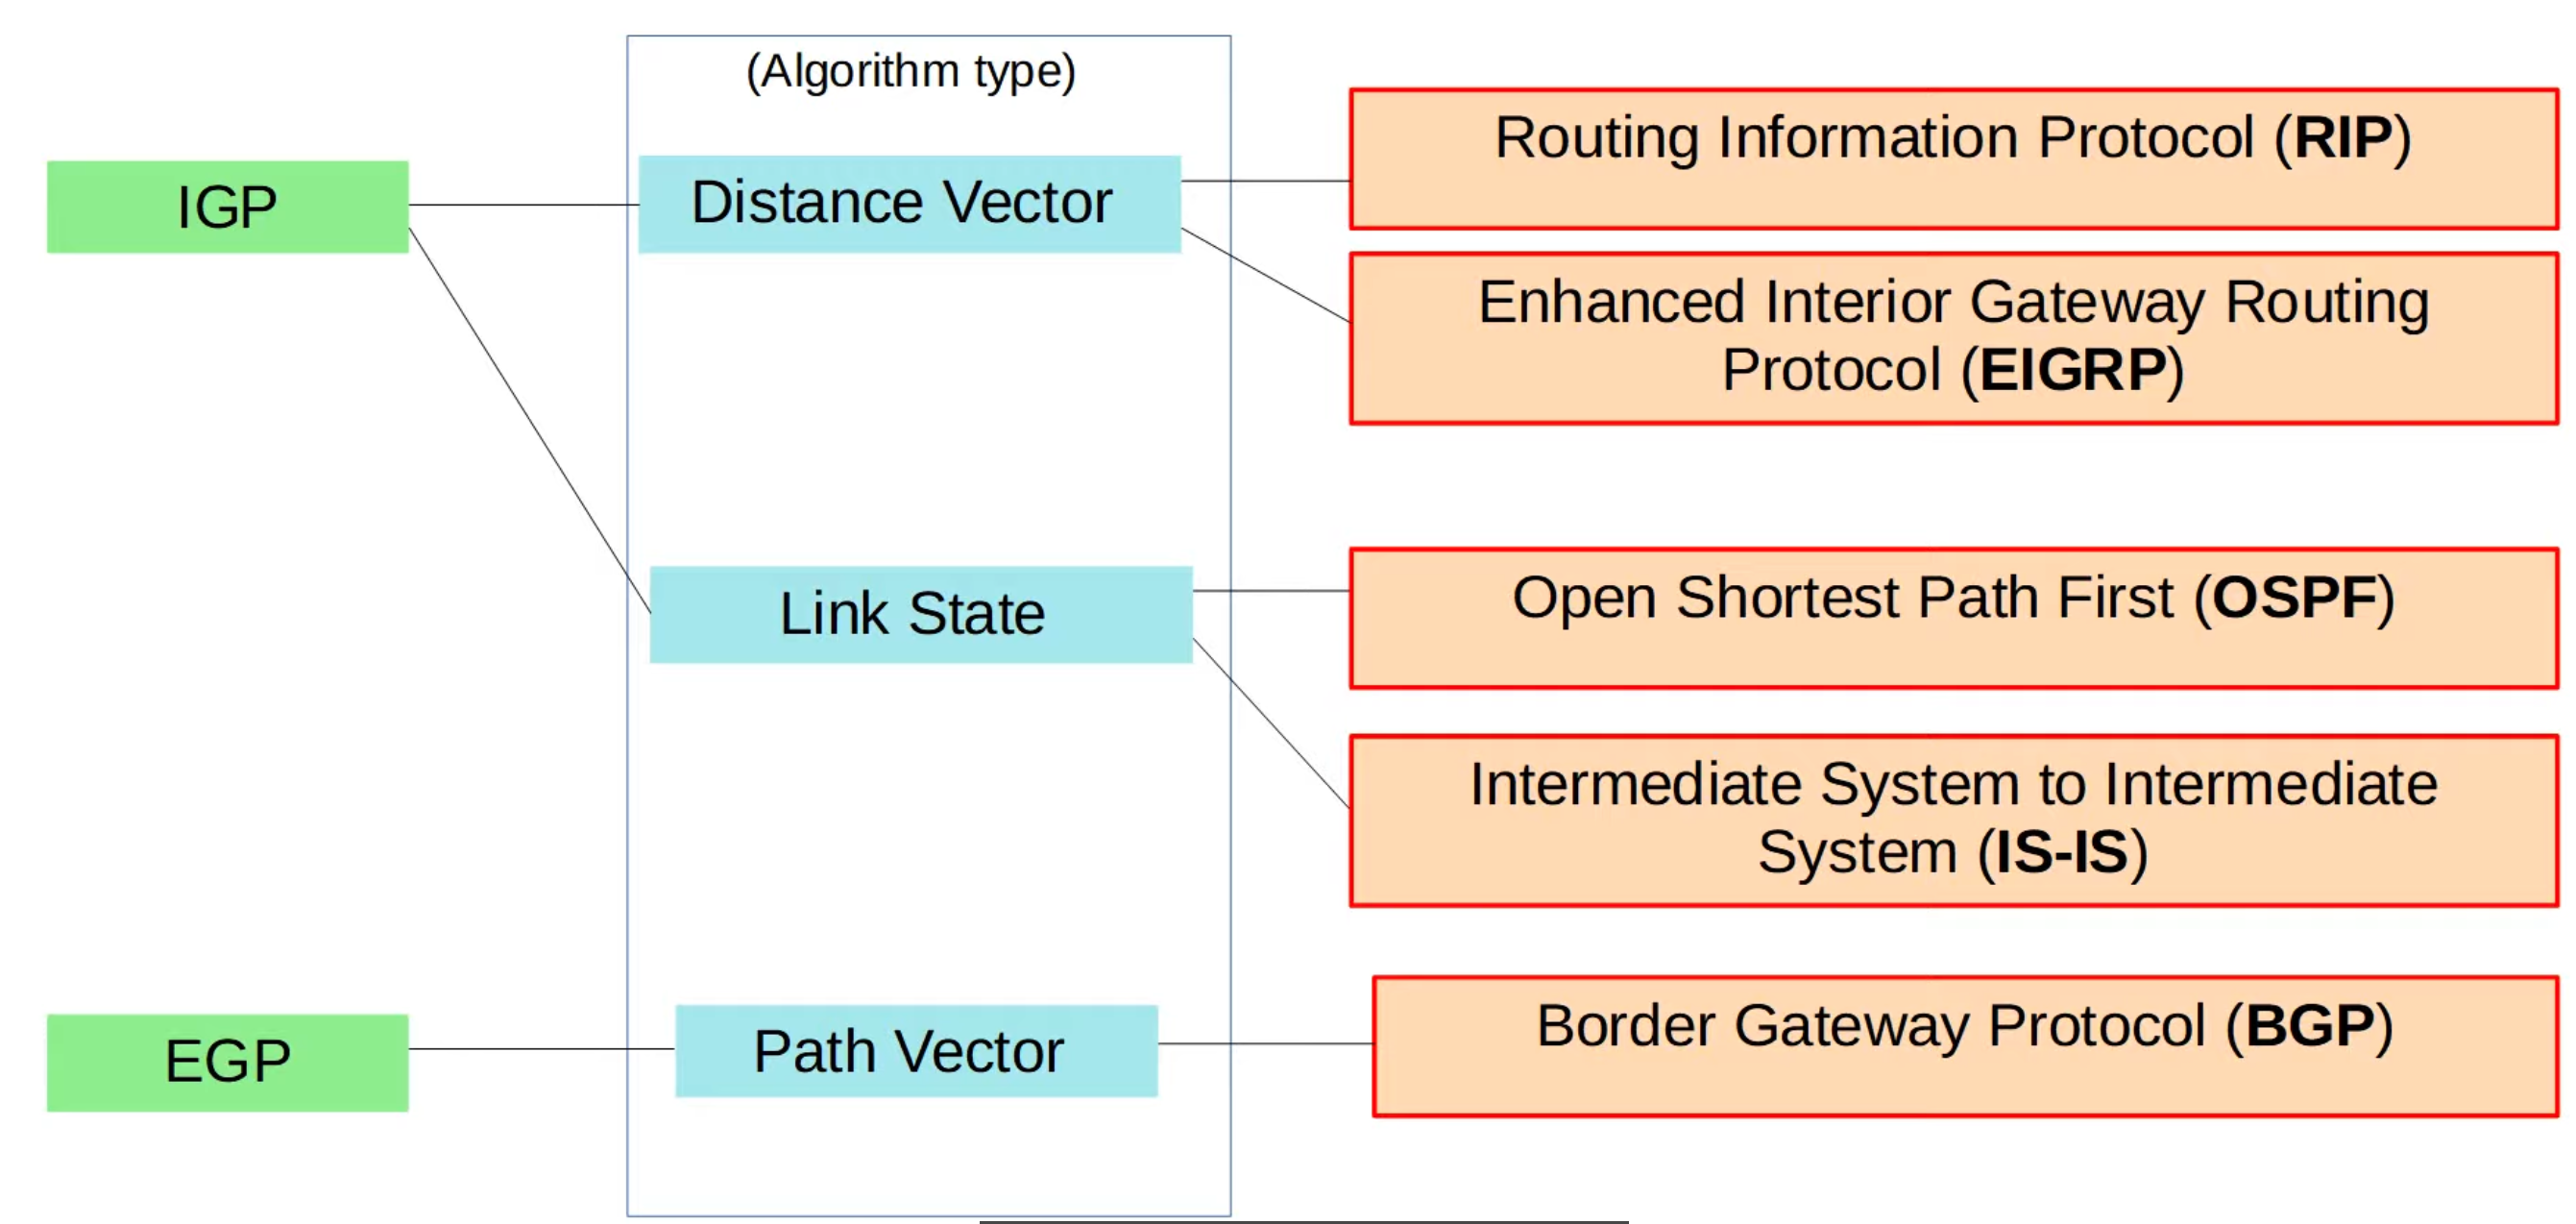 (Algorithm type)
IGP
Distance Vector
Routing Information Protocol (RIP)
Enhanced Interior Gateway Routing
Protocol (EIGRP)
Link State
Open Shortest Path First (OSPF)
Intermediate System to Intermediate
System (IS-IS)
EGP
Path Vector
Border Gateway Protocol (BGP)